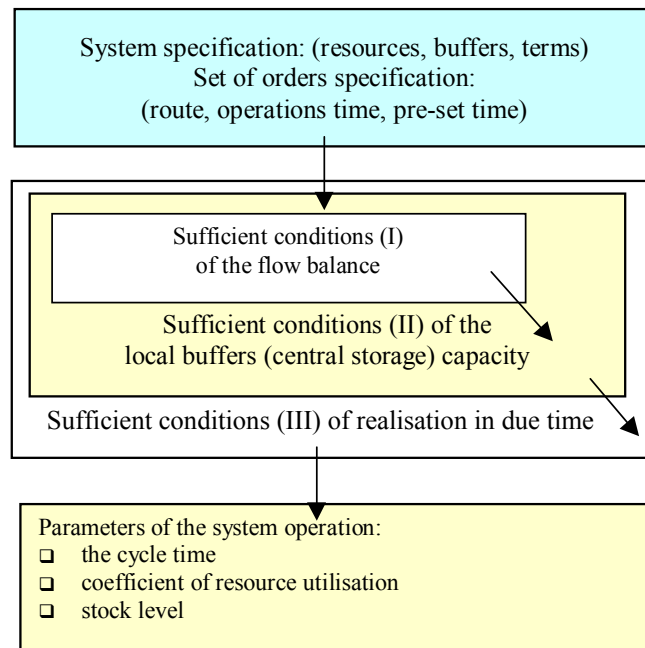 System specification: (resources, buffers, terms)
Set of orders specification:
(route, operations time, pre-set time)
Sufficient conditions (I)
of the flow balance
Sufficient conditions (II) of the
local buffers (central storage) capacity
Sufficient conditions (III) of realisation in due time
Parameters of the system operation:
❑ the cycle time
❑ coefficient of resource utilisation
❑ stock level